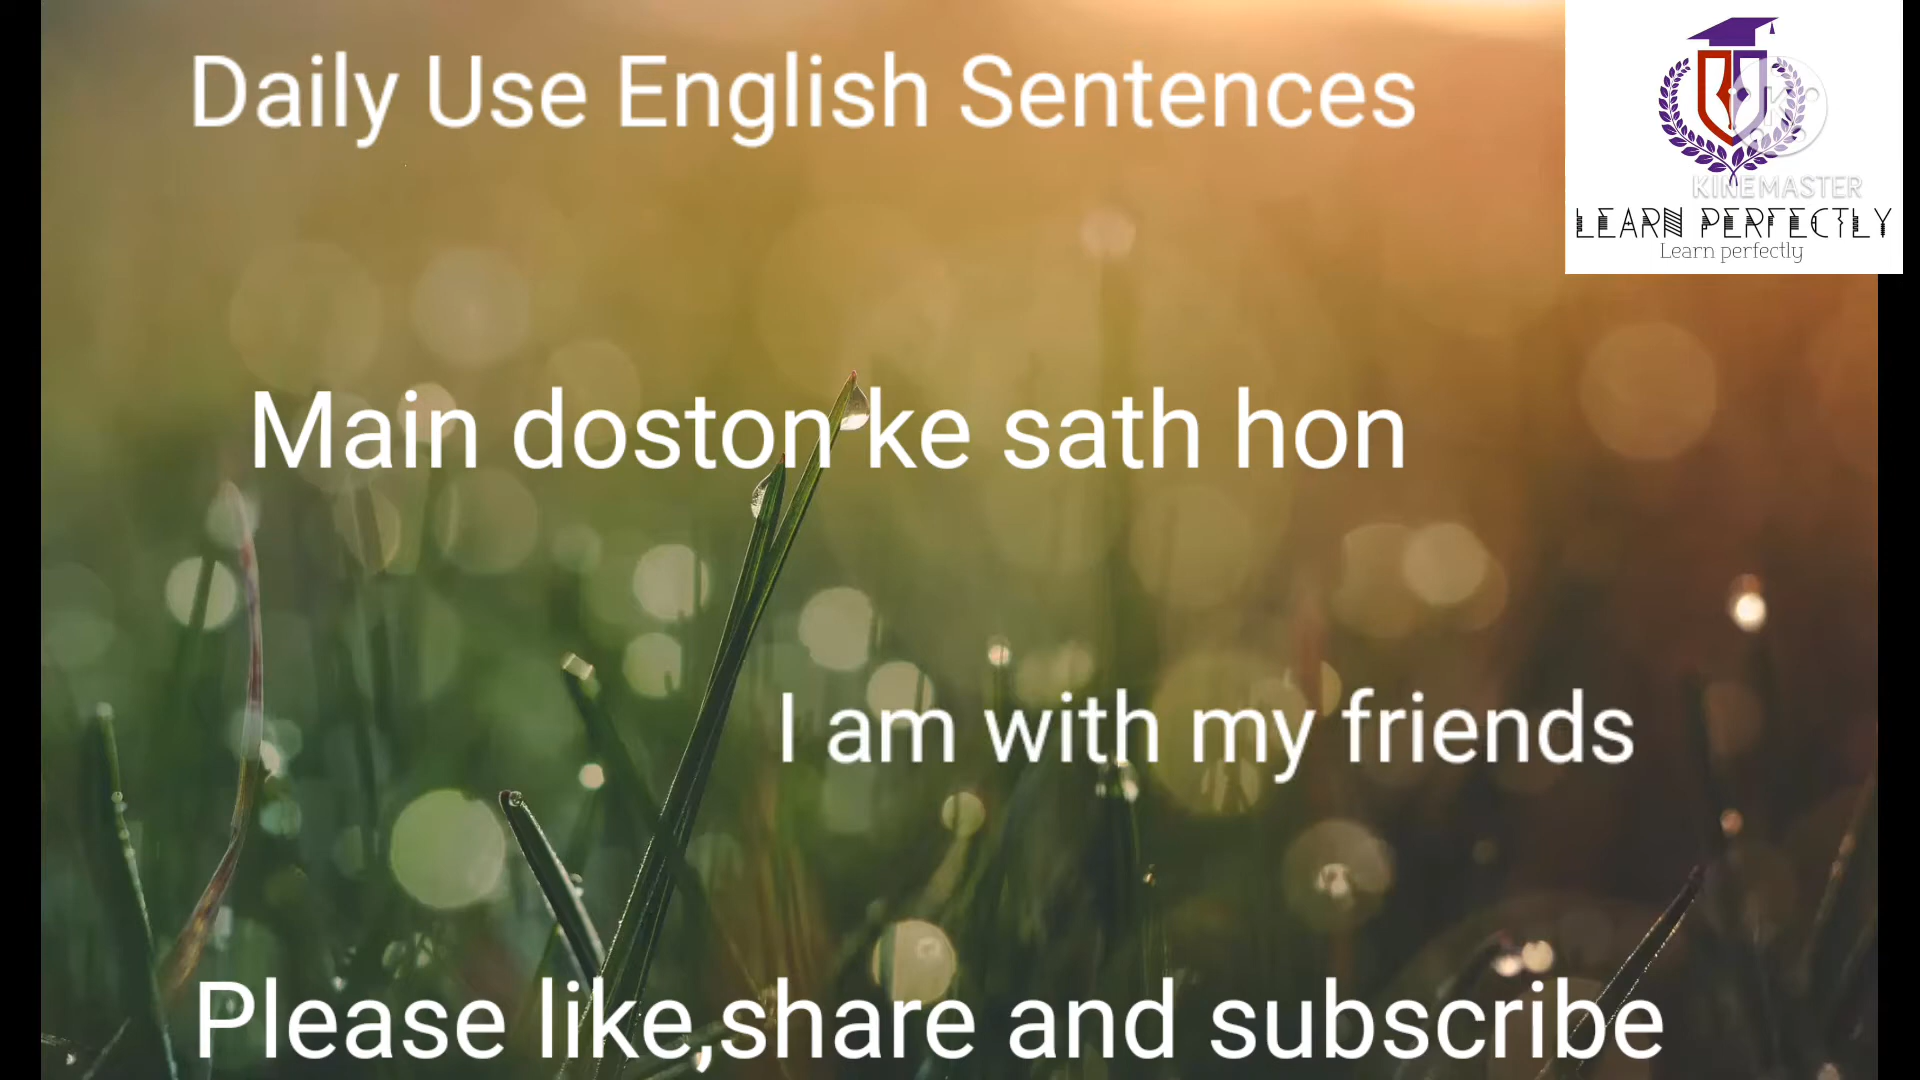 Daily Use English Sentences
KINEMASTER
LEARN PERFECTLY
Learn perfectly
Main doston ke sath hon
I am with my friends
Please like,share and subscribe